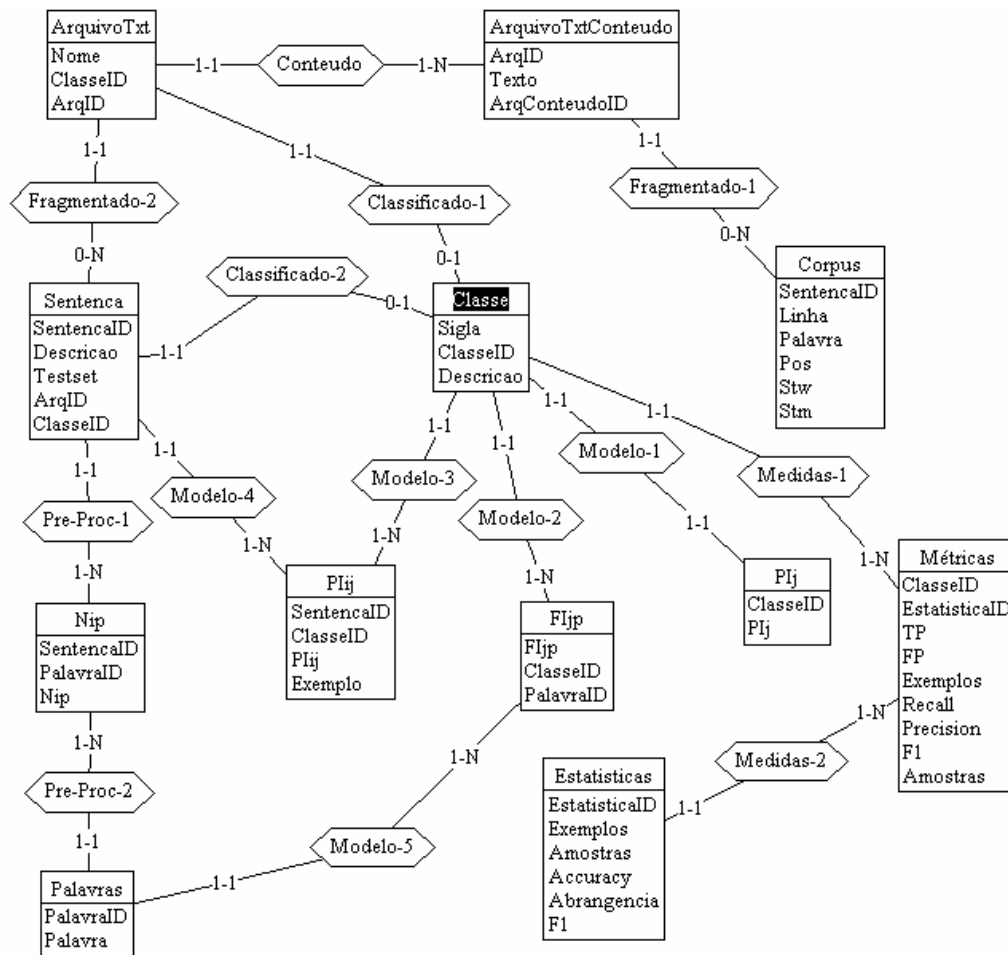 ArquivoTxt
Nome
ClasseID
ArqID
1-1
Conteudo
1-N
ArquivoTxtConteudo
ArqID
Texto
ArqConteudoID
1-1
1-1
1-1
Fragmentado-2
Classificado-1
Fragmentado-1
0-N
0-1
0-N
Classificado-2
0-1
1-1
Corpus
SentencaID
Linha
Palavra
Pos
Stw
Stm
Sentenca
SentencaID
Descricao
Testset
ArqID
ClasseID
Classe
Sigla
ClasseID
Descricao
1-1
1-1
1-1
1-1
1-1
1-1
Pre-Proc-1
Modelo-4
Modelo-3
Modelo-2
Modelo-1
Medidas-1
1-N
1-N
1-N
1-N
1-1
1-N
Nip
SentencaID
PalavraID
Nip
PIij
SentencaID
ClasseID
PIij
Exemplo
FIjp
FIjp
ClasseID
PalavraID
PIj
ClasseID
PIj
Métricas
ClasseID
EstatisticaID
TP
FP
Exemplos
Recall
Precision
F1
Amostras
1-N
Pre-Proc-2
1-1
1-N
Modelo-5
1-1
1-N
Medidas-2
1-1
Estatisticas
EstatisticaID
Exemplos
Amostras
Accuracy
Abrangencia
F1
Palavras
PalavraID
Palavra